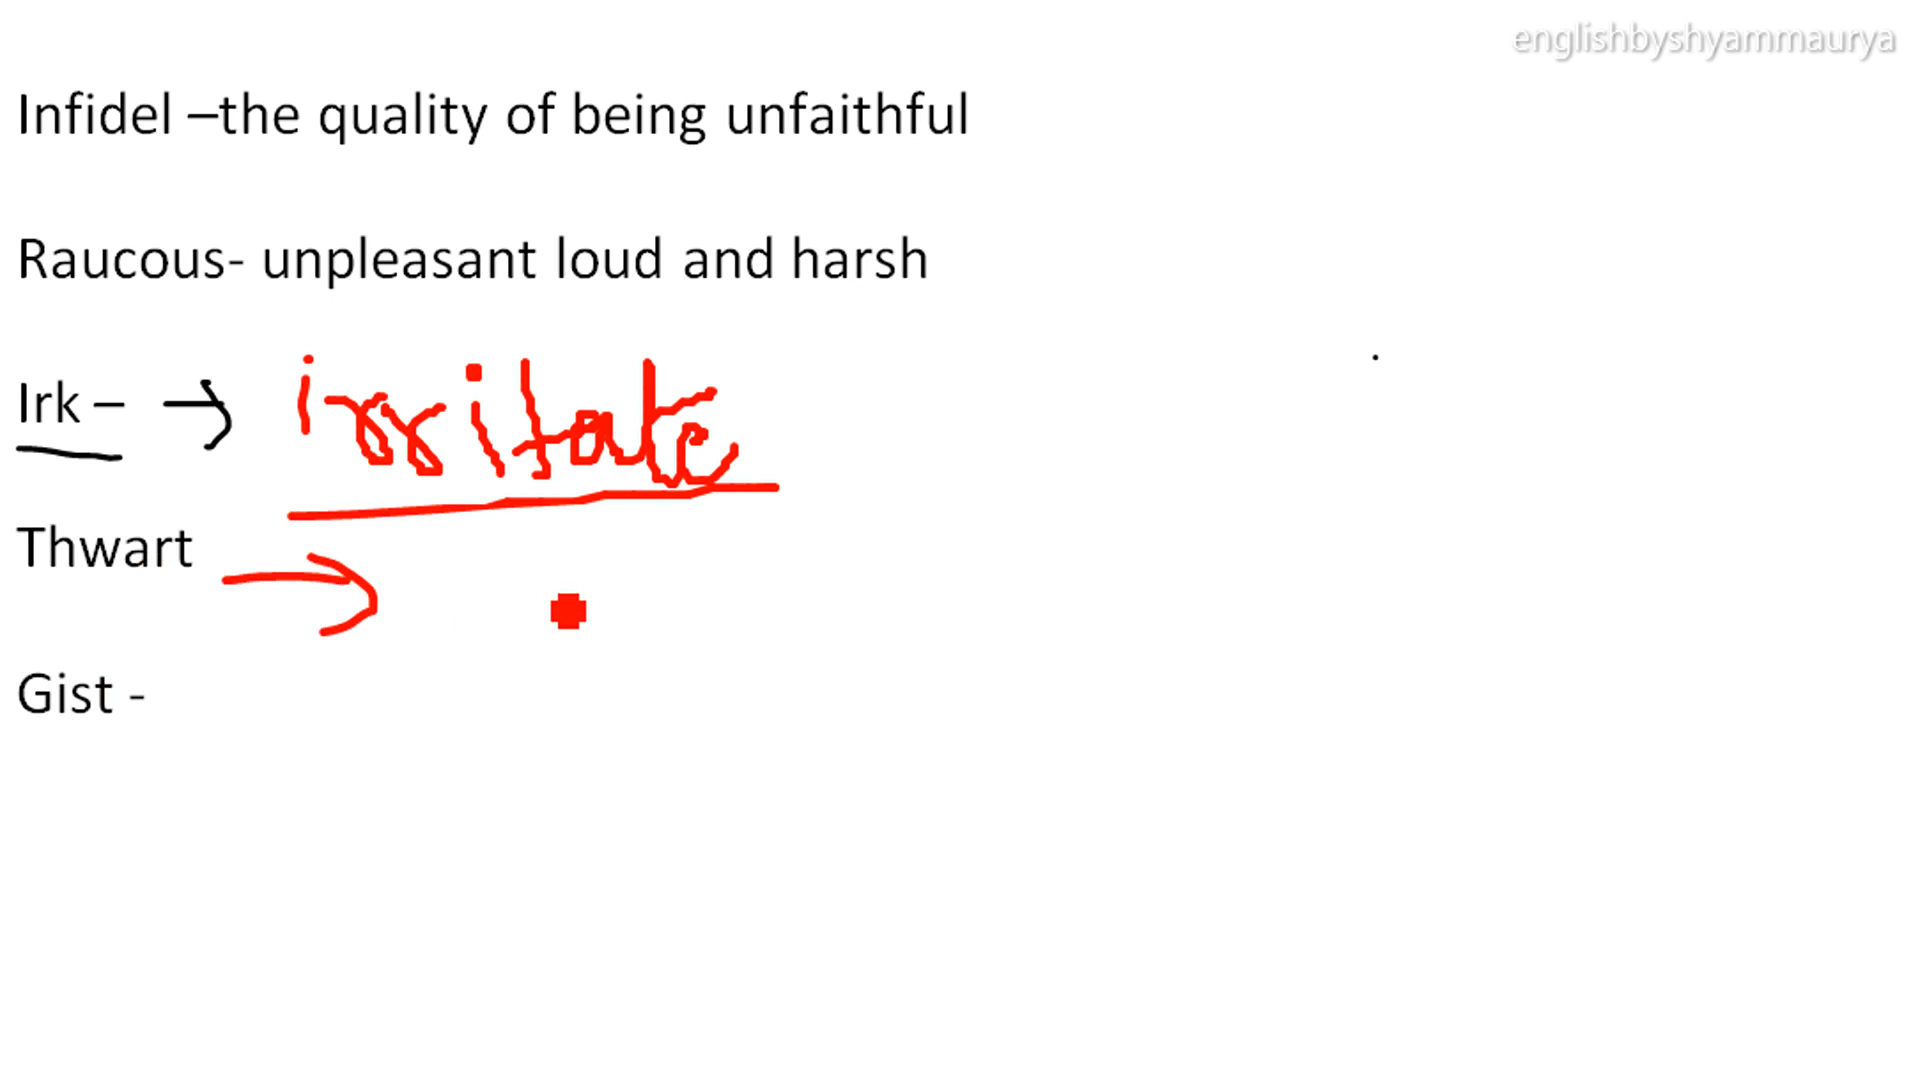 englishbyshyammaurya
Infidel –the quality of being unfaithful
Raucous- unpleasant loud and harsh
Irk – → irritate
Thwart →
Gist -